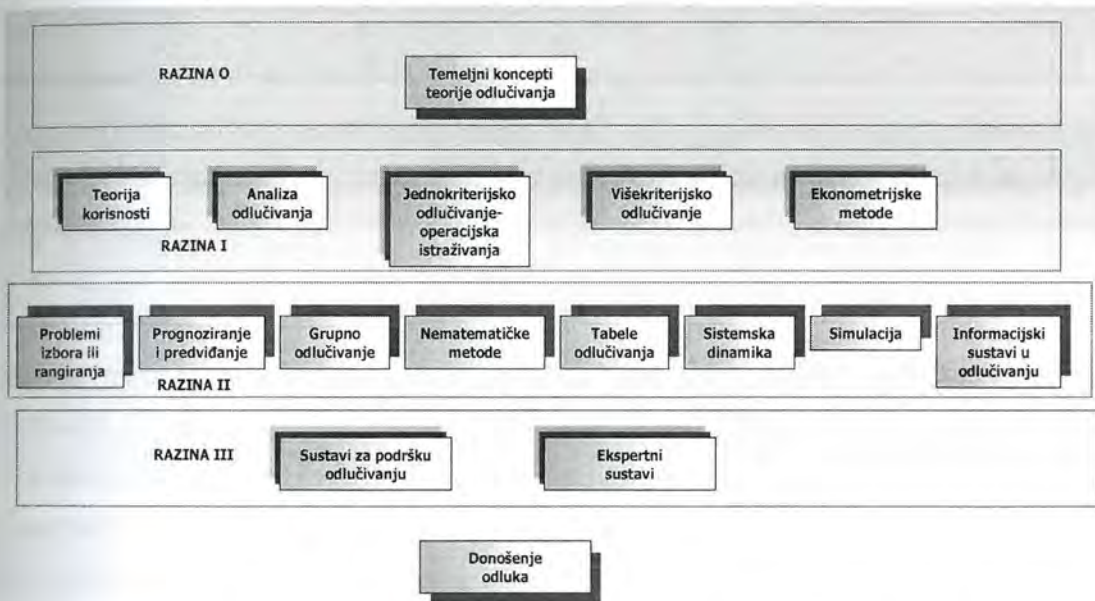 RAZINA O
Temeljni koncepti
teorije odlučivanja
Teorija
korisnosti
Analiza
odlučivanja
Jednokriterijsko
odlučivanje-
operacijska
istraživanja
Višekriterijsko
odlučivanje
Ekonometrijske
metode
RAZINA I
Problemi
izbora ili
rangiranja
Prognoziranje
i predviđanje
Grupno
odlučivanje
Nematematičke
metode
Tabele
odlučivanja
Sistemska
dinamika
Simulacija
Informacijski
sustavi u
odlučivanju
RAZINA II
RAZINA III
Sustavi za podršku
odlučivanju
Ekspertni
sustavi
Donošenje
odluka